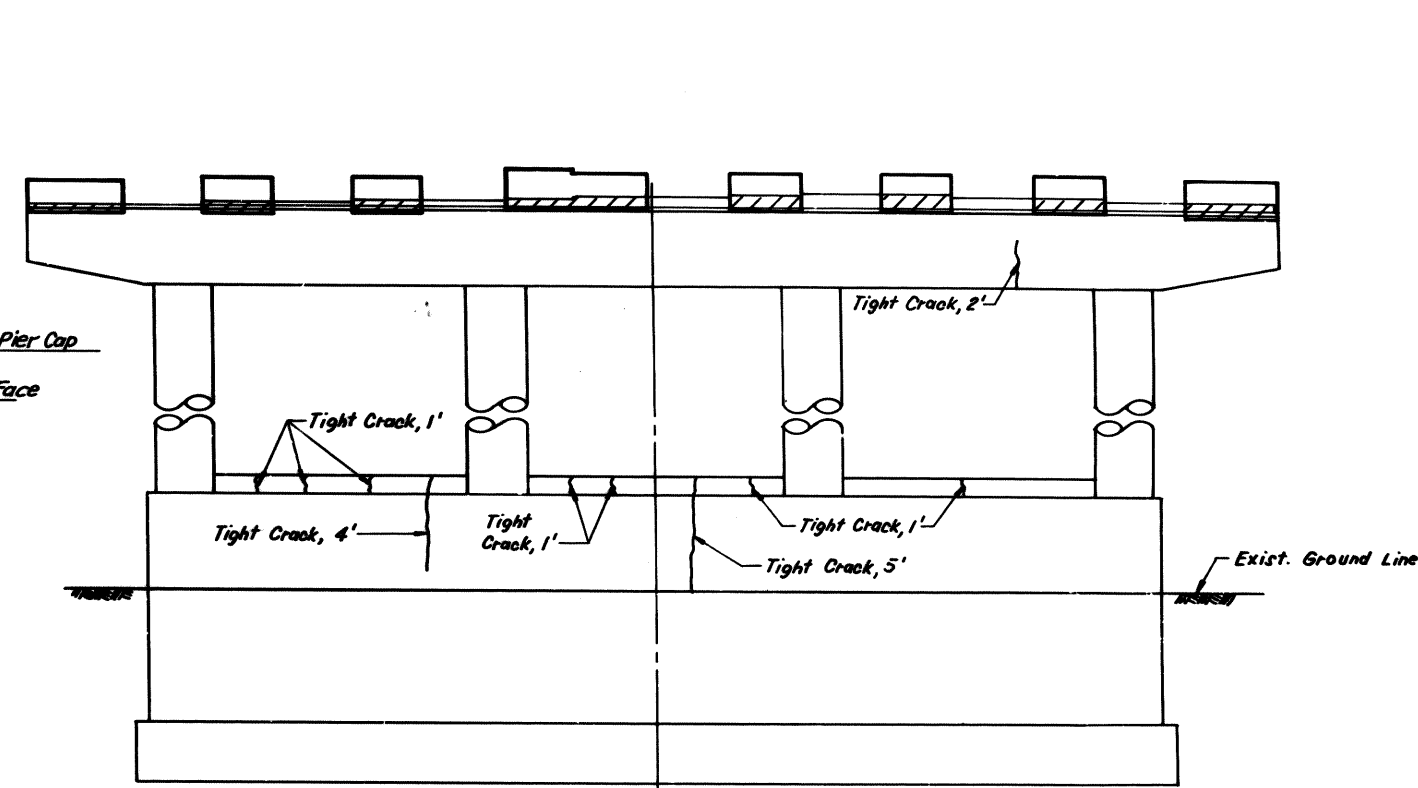 Tight Crack, 2'
Pier Cap
Face
Tight Crack, 1'
Tight Crack, 4'
Tight
Crack, 1'
Tight Crack, 1'
Tight Crack, 5'
Exist. Ground Line